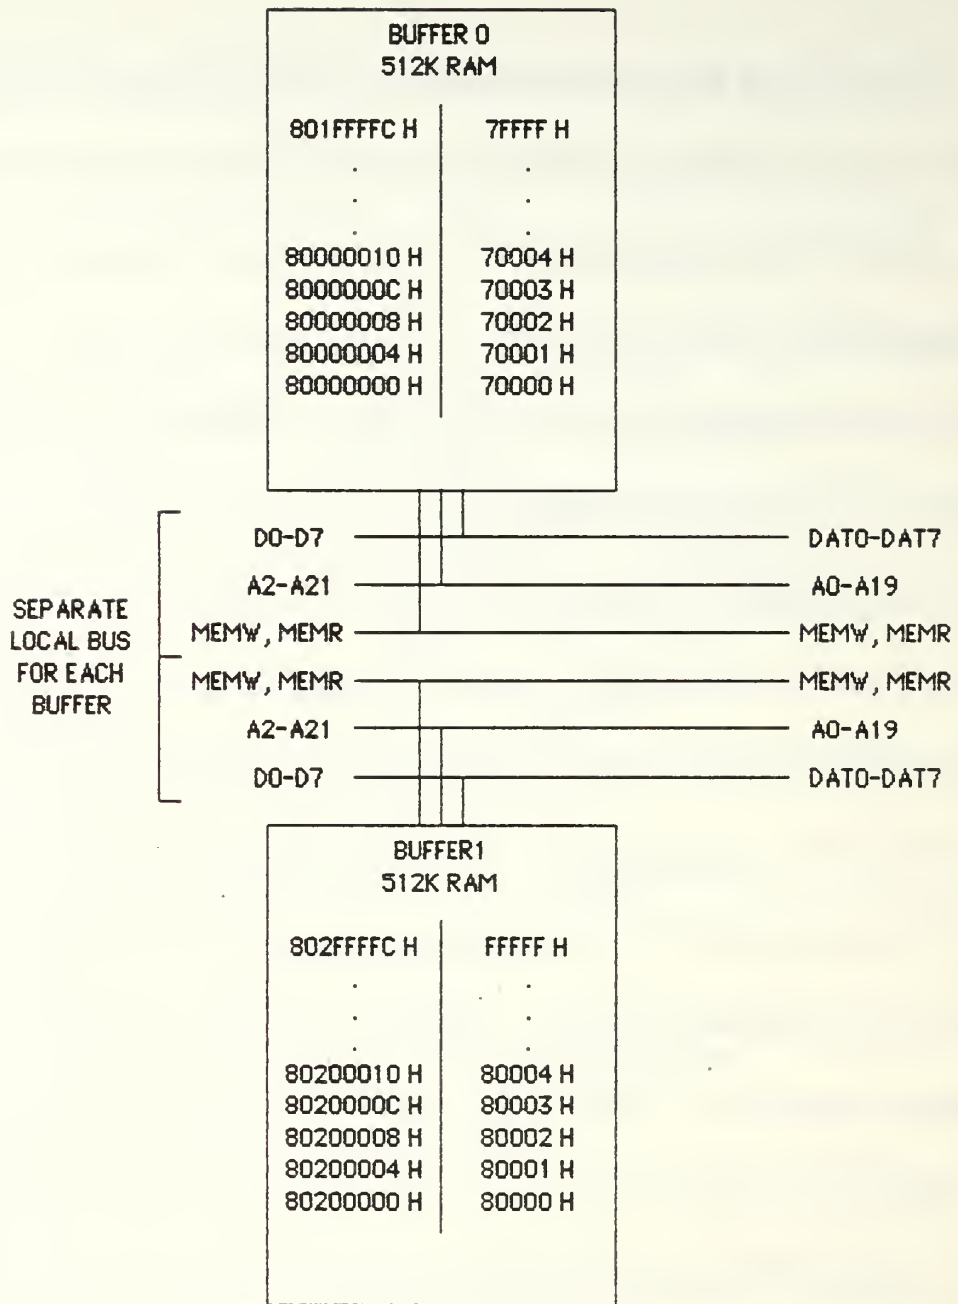 BUFFER 0
512K RAM
801FFFFC H 7FFFF H
. .
. .
. .
80000010 H 70004 H
8000000C H 70003 H
80000008 H 70002 H
80000004 H 70001 H
80000000 H 70000 H
D0-D7 DAT0-DAT7
A2-A21 A0-A19
MEMW, MEMR MEMW, MEMR
SEPARATE
LOCAL BUS
FOR EACH
BUFFER
MEMW, MEMR MEMW, MEMR
A2-A21 A0-A19
D0-D7 DAT0-DAT7
BUFFER1
512K RAM
802FFFFC H FFFFF H
. .
. .
. .
80200010 H 80004 H
8020000C H 80003 H
80200008 H 80002 H
80200004 H 80001 H
80200000 H 80000 H